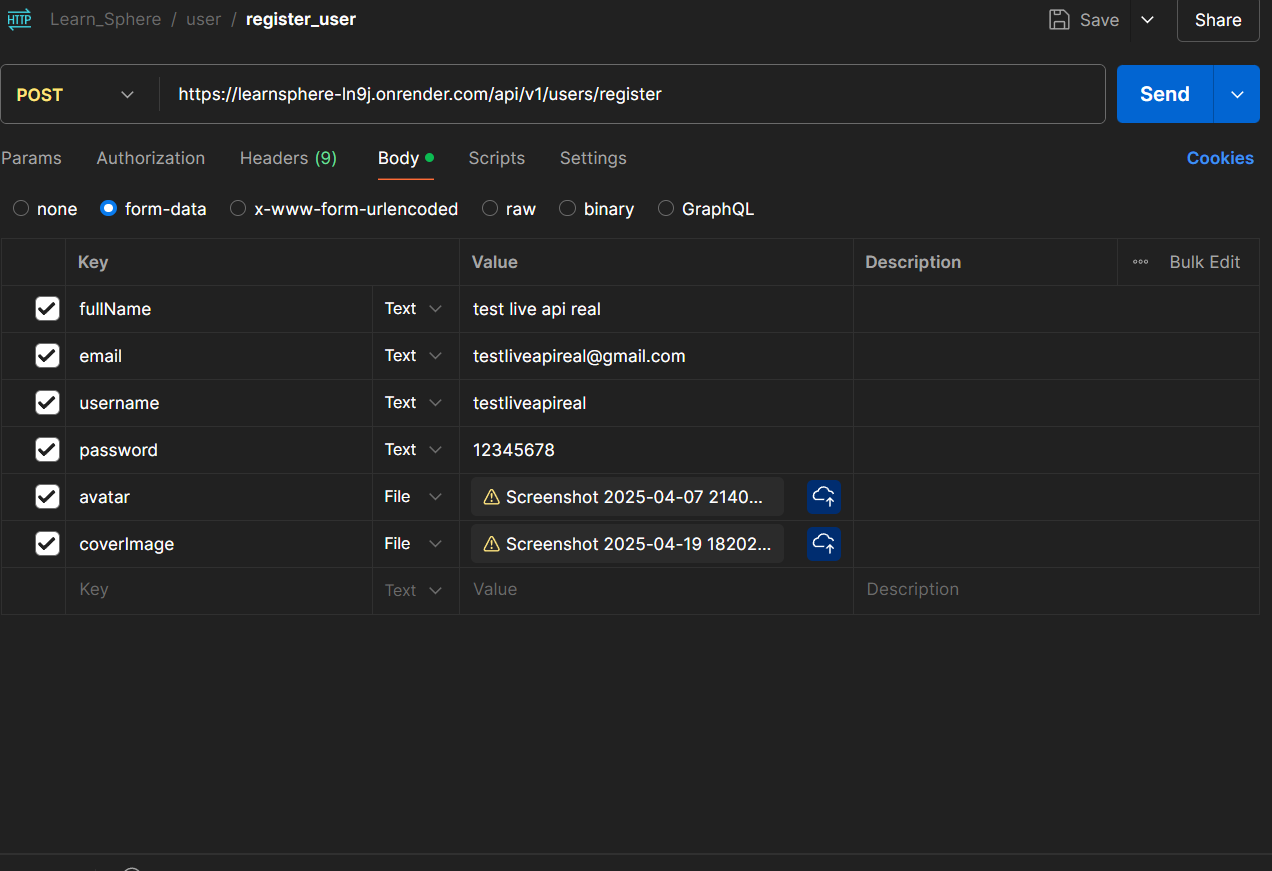 HTTP Learn_Sphere / user / register_user Save Share
POST https://learnsphere-ln9j.onrender.com/api/v1/users/register Send
Params Authorization Headers (9) Body Scripts Settings Cookies
none form-data x-www-form-urlencoded raw binary GraphQL
Key Value Description Bulk Edit
fullName Text test live api real
email Text testliveapireal@gmail.com
username Text testliveapireal
password Text 12345678
avatar File Screenshot 2025-04-07 2140...
coverImage File Screenshot 2025-04-19 18202...
Key Text Value Description